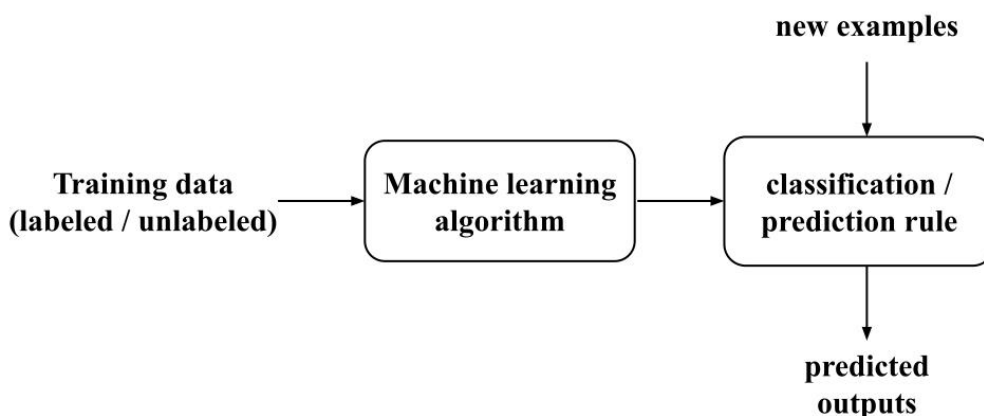 new examples
Training data
(labeled / unlabeled)
Machine learning
algorithm
classification /
prediction rule
predicted
outputs